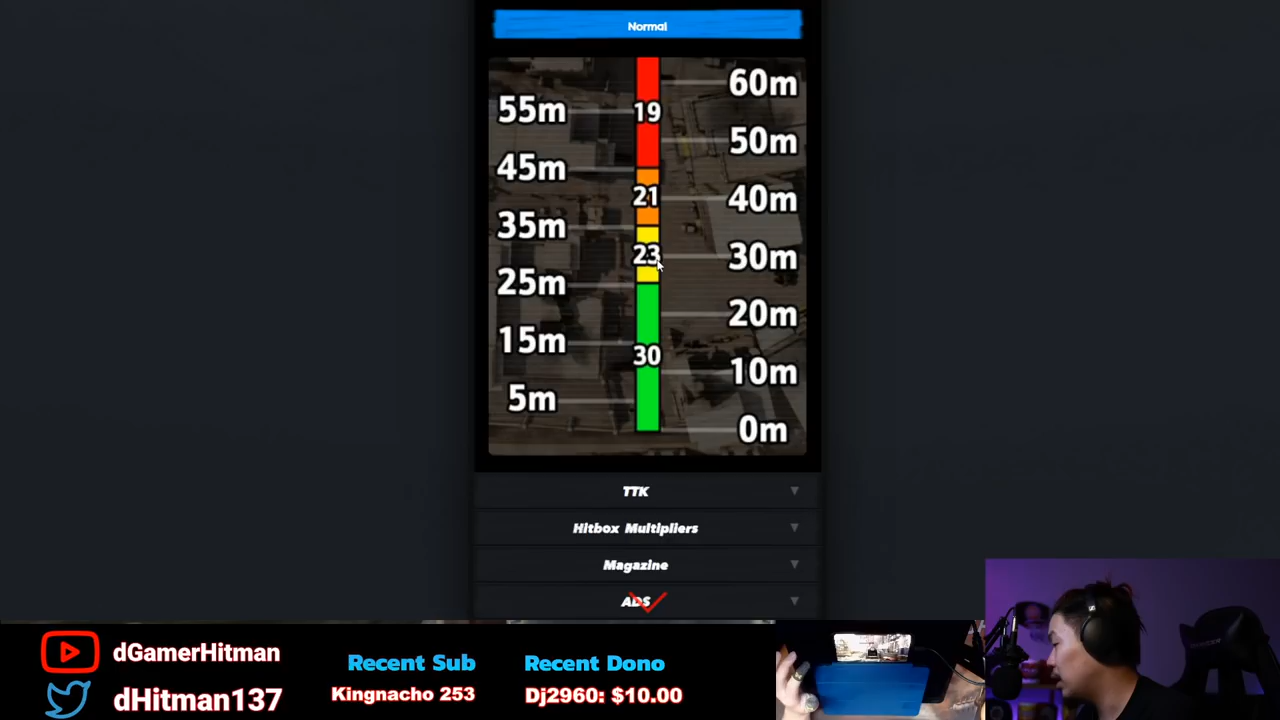 Normal
60m
55m
19
50m
45m
21
40m
35m
23
30m
25m
20m
15m
30
10m
5m
0m
TTK
Hitbox Multipliers
Magazine
ADS
dGamerHitman
Recent Sub
Recent Dono
dHitman137
Kingnacho 253
Dj2960: $10.00